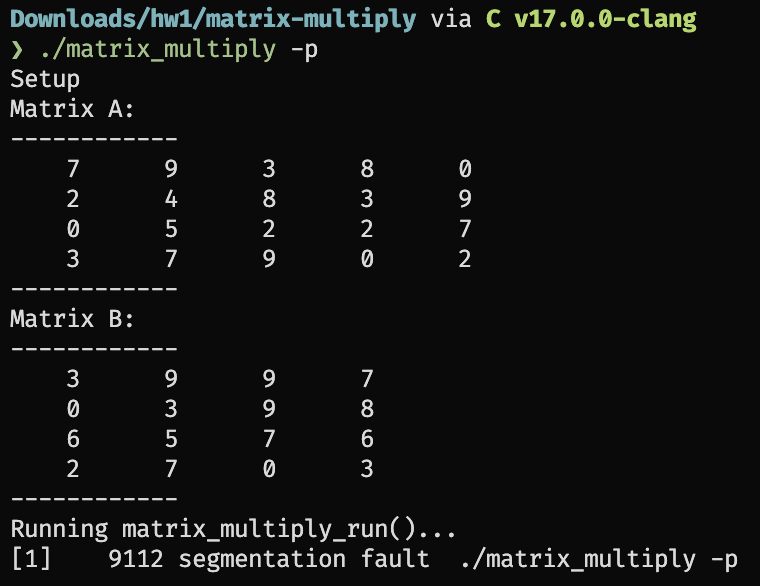 Downloads/hw1/matrix-multiply via C v17.0.0-clang
❯ ./matrix_multiply -p
Setup
Matrix A:
------------
7 9 3 8 0
2 4 8 3 9
0 5 2 2 7
3 7 9 0 2
------------
Matrix B:
------------
3 9 9 7
0 3 9 8
6 5 7 6
2 7 0 3
------------
Running matrix_multiply_run()...
[1] 9112 segmentation fault ./matrix_multiply -p